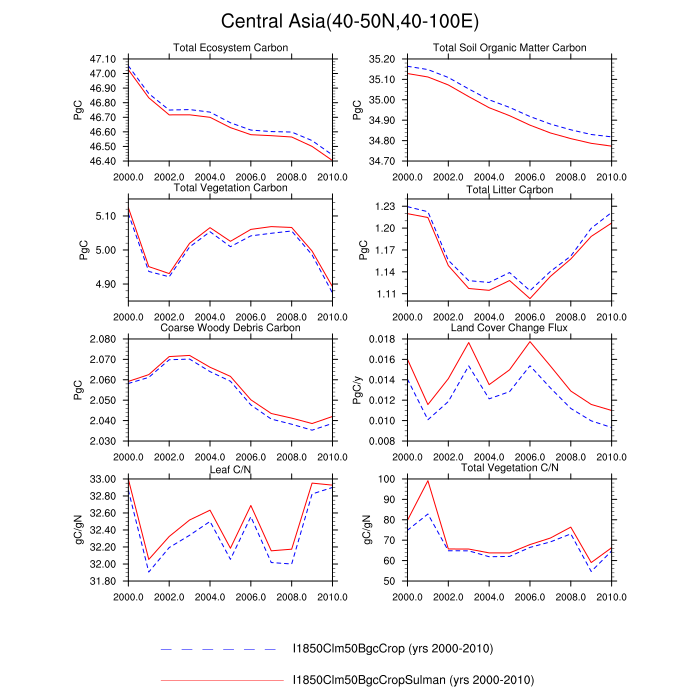 Central Asia(40-50N,40-100E)
Total Ecosystem Carbon
PgC
47.10
47.00
46.90
46.80
46.70
46.60
46.50
46.40
2000.0 2002.0 2004.0 2006.0 2008.0 2010.0
Total Soil Organic Matter Carbon
PgC
35.20
35.10
35.00
34.90
34.80
34.70
2000.0 2002.0 2004.0 2006.0 2008.0 2010.0
Total Vegetation Carbon
PgC
5.10
5.00
4.90
2000.0 2002.0 2004.0 2006.0 2008.0 2010.0
Total Litter Carbon
PgC
1.23
1.20
1.17
1.14
1.11
2000.0 2002.0 2004.0 2006.0 2008.0 2010.0
Coarse Woody Debris Carbon
PgC
2.080
2.070
2.060
2.050
2.040
2.030
2000.0 2002.0 2004.0 2006.0 2008.0 2010.0
Land Cover Change Flux
PgC/y
0.018
0.016
0.014
0.012
0.010
0.008
2000.0 2002.0 2004.0 2006.0 2008.0 2010.0
Leaf C/N
gC/gN
33.00
32.80
32.60
32.40
32.20
32.00
31.80
2000.0 2002.0 2004.0 2006.0 2008.0 2010.0
Total Vegetation C/N
gC/gN
100
90
80
70
60
50
2000.0 2002.0 2004.0 2006.0 2008.0 2010.0
I1850Clm50BgcCrop (yrs 2000-2010)
I1850Clm50BgcCropSulman (yrs 2000-2010)